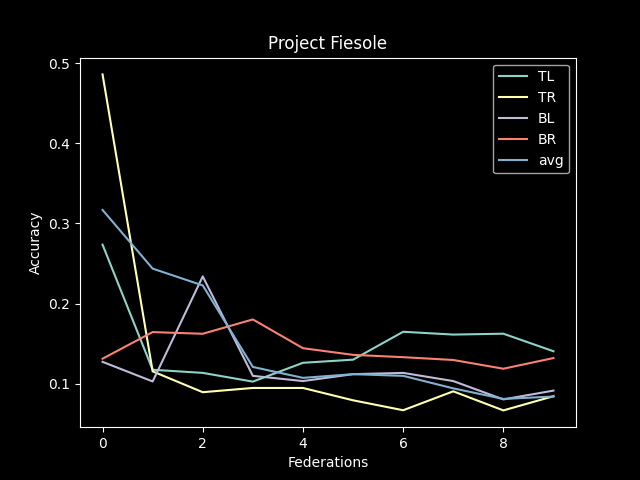 Project Fiesole
0.5
0.4
0.3
0.2
0.1
Accuracy
TL
TR
BL
BR
avg
0 2 4 6 8
Federations